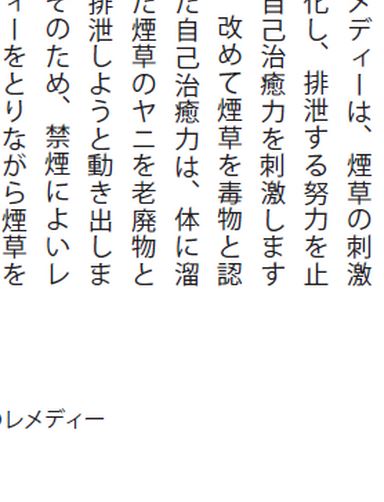 メディーは、煙草の刺激
化し、排泄する努力を止
自己治癒力を刺激します
改めて煙草を毒物と認
た自己治癒力は、体に溜
た煙草のヤニを老廃物と
排泄しようと動き出しま
そのため、禁煙によいレ
ィーをとりながら煙草を
のレメディー